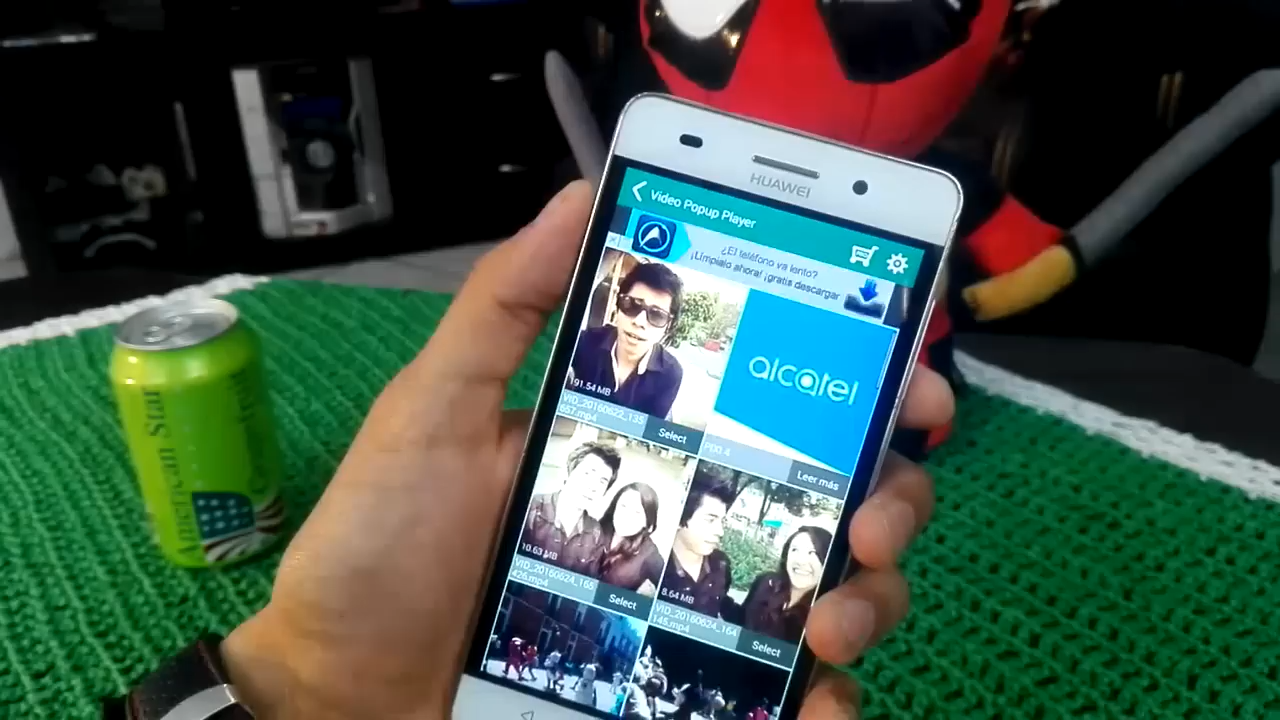 HUAWEI
Video Popup Player
PRO
¿El teléfono va lento?
¡Límpialo ahora! ¡gratis descargar
alcatel
191.54 MB
VID_20160622_135
657.mp4
Select
Leer más
10.63 MB
VID_20160624_165
426.mp4
Select
8.64 MB
VID_20160624_164
145.mp4
Select
American Star